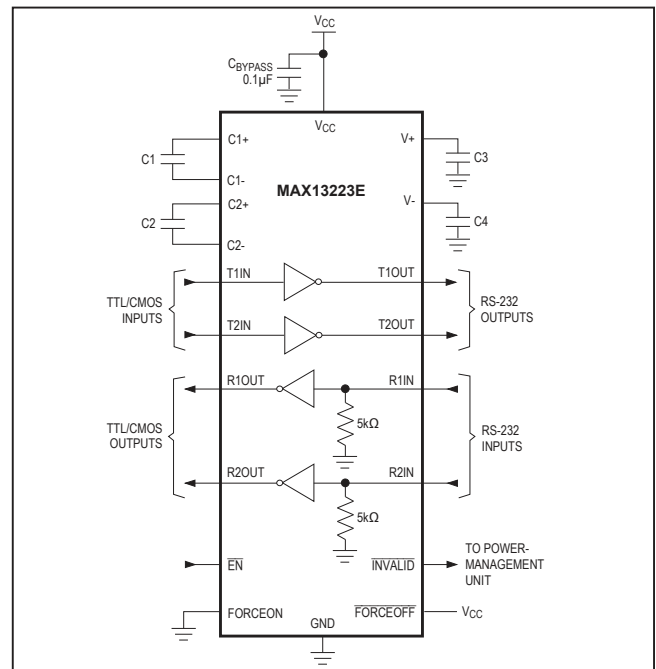 VCC
CBYPASS
0.1µF
VCC
C1+
C1
C1-
C2+
C2
C2-
V+
C3
V-
C4
MAX13223E
T1IN
T1OUT
TTL/CMOS
INPUTS
RS-232
OUTPUTS
T2IN
T2OUT
R1OUT
R1IN
5kΩ
TTL/CMOS
OUTPUTS
RS-232
INPUTS
R2OUT
R2IN
5kΩ
EN
INVALID
TO POWER-
MANAGEMENT
UNIT
FORCEON
GND
FORCEOFF
VCC